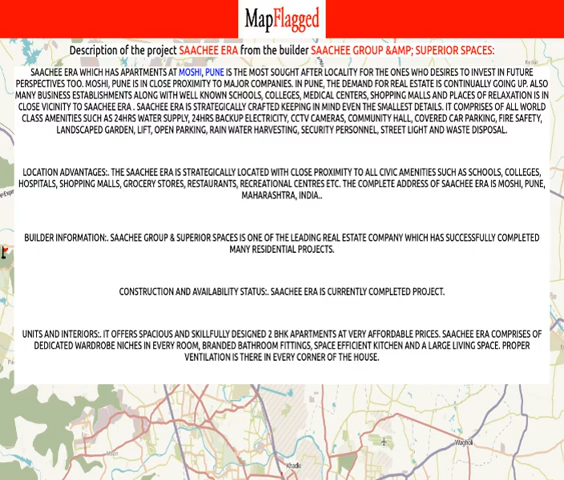 MapFlagged
Description of the project SAACHEE ERA from the builder SAACHEE GROUP &AMP; SUPERIOR SPACES:
SAACHEE ERA WHICH HAS APARTMENTS AT MOSHI, PUNE IS THE MOST SOUGHT AFTER LOCALITY FOR THE ONES WHO DESIRES TO INVEST IN FUTURE
PERSPECTIVES TOO. MOSHI, PUNE IS IN CLOSE PROXIMITY TO MAJOR COMPANIES. IN PUNE, THE DEMAND FOR REAL ESTATE IS CONTINUALLY GOING UP. ALSO
MANY BUSINESS ESTABLISHMENTS ALONG WITH WELL KNOWN SCHOOLS, COLLEGES, MEDICAL CENTERS, SHOPPING MALLS AND PLACES OF RELAXATION IS IN
CLOSE VICINITY TO SAACHEE ERA . SAACHEE ERA IS STRATEGICALLY CRAFTED KEEPING IN MIND EVEN THE SMALLEST DETAILS. IT COMPRISES OF ALL WORLD
CLASS AMENITIES SUCH AS 24HRS WATER SUPPLY, 24HRS BACKUP ELECTRICITY, CCTV CAMERAS, COMMUNITY HALL, COVERED CAR PARKING, FIRE SAFETY,
LANDSCAPED GARDEN, LIFT, OPEN PARKING, RAIN WATER HARVESTING, SECURITY PERSONNEL, STREET LIGHT AND WASTE DISPOSAL.
LOCATION ADVANTAGES:. THE SAACHEE ERA IS STRATEGICALLY LOCATED WITH CLOSE PROXIMITY TO ALL CIVIC AMENITIES SUCH AS SCHOOLS, COLLEGES,
HOSPITALS, SHOPPING MALLS, GROCERY STORES, RESTAURANTS, RECREATIONAL CENTRES ETC. THE COMPLETE ADDRESS OF SAACHEE ERA IS MOSHI, PUNE,
MAHARASHTRA, INDIA..
BUILDER INFORMATION:. SAACHEE GROUP & SUPERIOR SPACES IS ONE OF THE LEADING REAL ESTATE COMPANY WHICH HAS SUCCESSFULLY COMPLETED
MANY RESIDENTIAL PROJECTS.
CONSTRUCTION AND AVAILABILITY STATUS:. SAACHEE ERA IS CURRENTLY COMPLETED PROJECT.
UNITS AND INTERIORS:. IT OFFERS SPACIOUS AND SKILLFULLY DESIGNED 2 BHK APARTMENTS AT VERY AFFORDABLE PRICES. SAACHEE ERA COMPRISES OF
DEDICATED WARDROBE NICHES IN EVERY ROOM, BRANDED BATHROOM FITTINGS, SPACE EFFICIENT KITCHEN AND A LARGE LIVING SPACE. PROPER
VENTILATION IS THERE IN EVERY CORNER OF THE HOUSE.
Wagholi